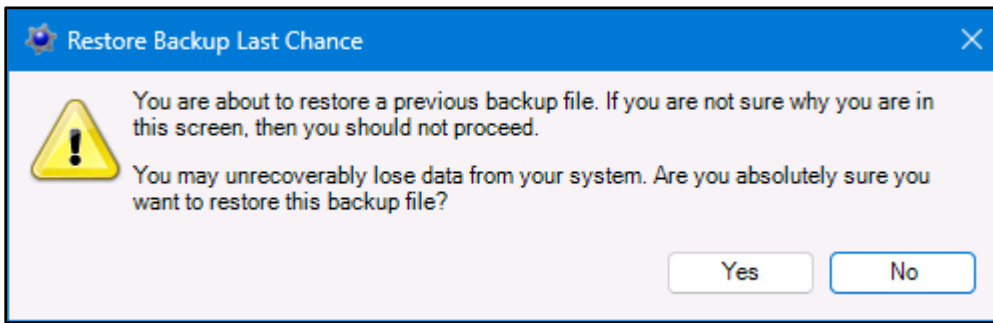 Restore Backup Last Chance
You are about to restore a previous backup file. If you are not sure why you are in
this screen, then you should not proceed.
You may unrecoverably lose data from your system. Are you absolutely sure you
want to restore this backup file?
Yes
No